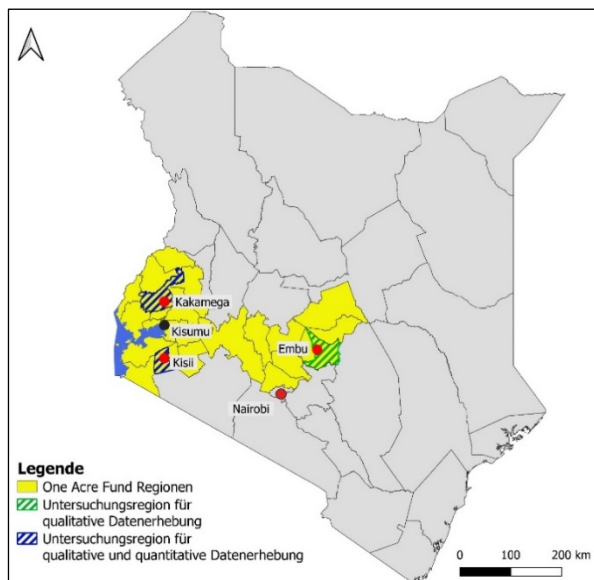 Kakamega
Kisumu
Kisii
Embu
Nairobi
Legende
One Acre Fund Regionen
Untersuchungsregion für
qualitative Datenerhebung
Untersuchungsregion für
qualitative und quantitative Datenerhebung
0 100 200 km